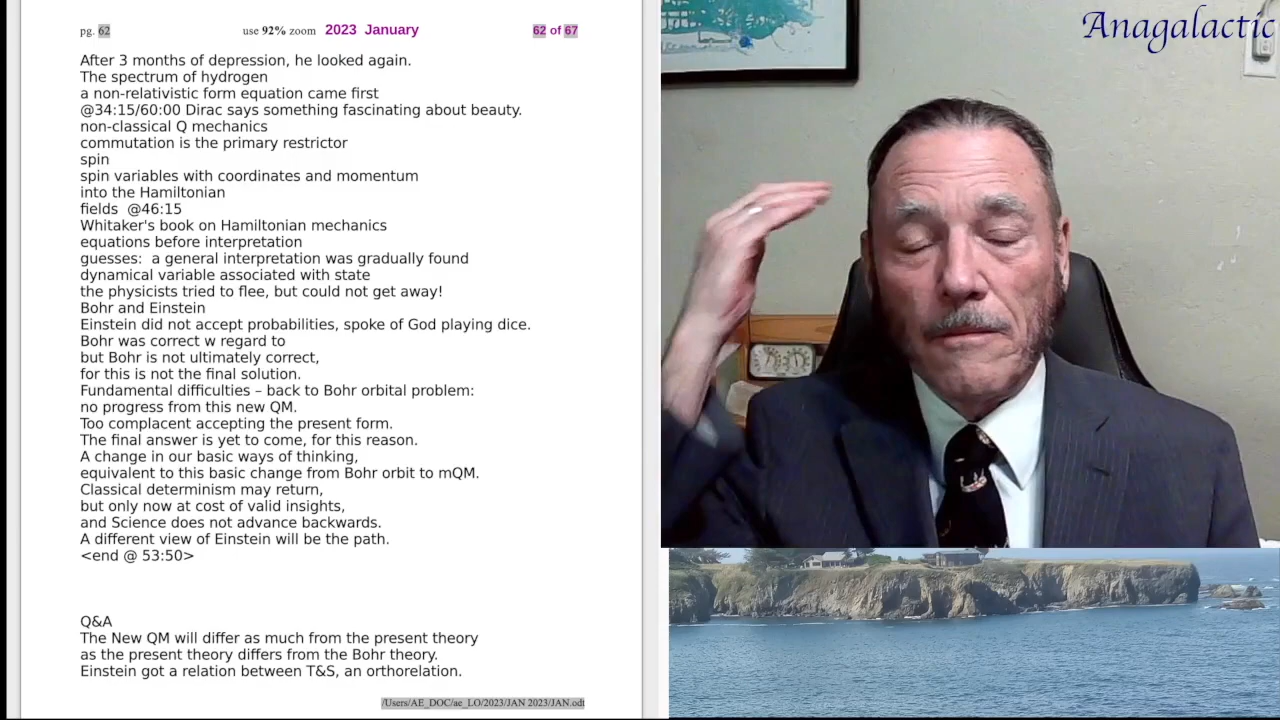 pg. 62 use 92% zoom 2023 January 62 of 67
After 3 months of depression, he looked again.
The spectrum of hydrogen
a non-relativistic form equation came first
@34:15/60:00 Dirac says something fascinating about beauty.
non-classical Q mechanics
commutation is the primary restrictor
spin
spin variables with coordinates and momentum
into the Hamiltonian
fields @46:15
Whitaker's book on Hamiltonian mechanics
equations before interpretation
guesses: a general interpretation was gradually found
dynamical variable associated with state
the physicists tried to flee, but could not get away!
Bohr and Einstein
Einstein did not accept probabilities, spoke of God playing dice.
Bohr was correct w regard to
but Bohr is not ultimately correct,
for this is not the final solution.
Fundamental difficulties – back to Bohr orbital problem:
no progress from this new QM.
Too complacent accepting the present form.
The final answer is yet to come, for this reason.
A change in our basic ways of thinking,
equivalent to this basic change from Bohr orbit to mQM.
Classical determinism may return,
but only now at cost of valid insights,
and Science does not advance backwards.
A different view of Einstein will be the path.
<end @ 53:50>
Q&A
The New QM will differ as much from the present theory
as the present theory differs from the Bohr theory.
Einstein got a relation between T&S, an orthorelation.
/Users/AE_DOC/ae_LO/2023/JAN 2023/JAN.odt
Anagalactic